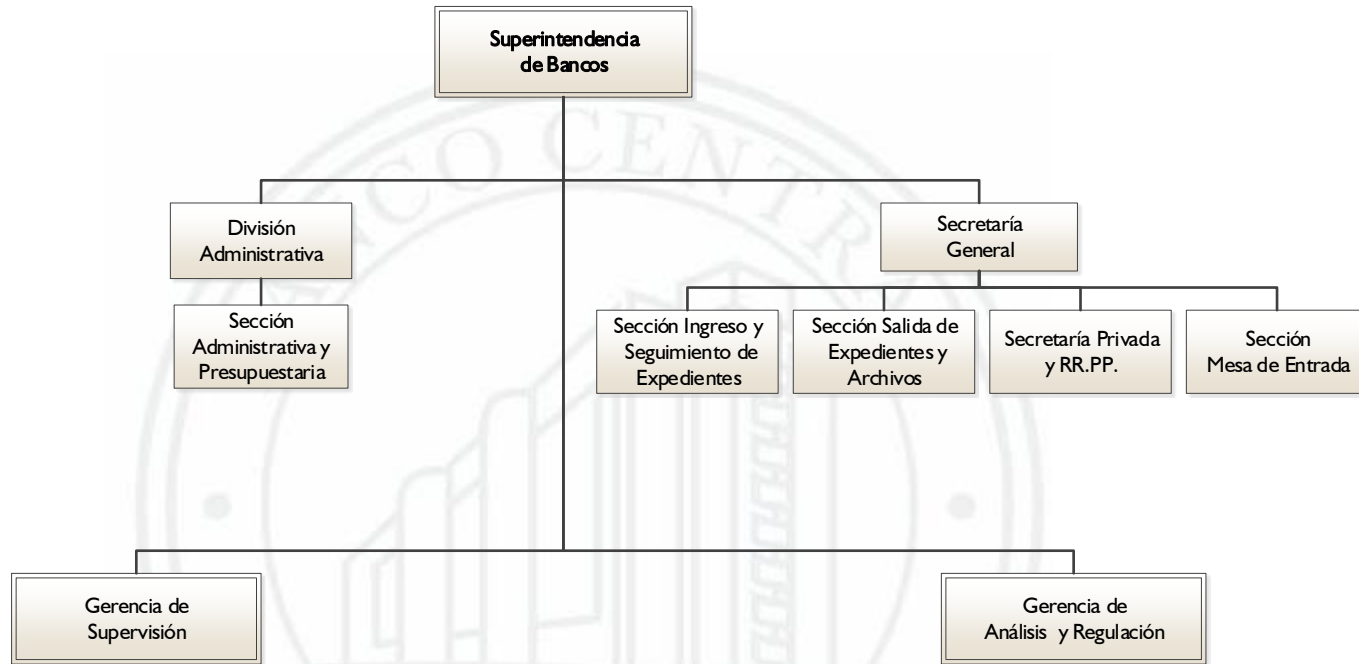 Superintendencia
de Bancos
División
Administrativa
Secretaría
General
Sección
Administrativa y
Presupuestaria
Sección Ingreso y
Seguimiento de
Expedientes
Sección Salida de
Expedientes y
Archivos
Secretaría Privada
y RR.PP.
Sección
Mesa de Entrada
Gerencia de
Supervisión
Gerencia de
Análisis y Regulación